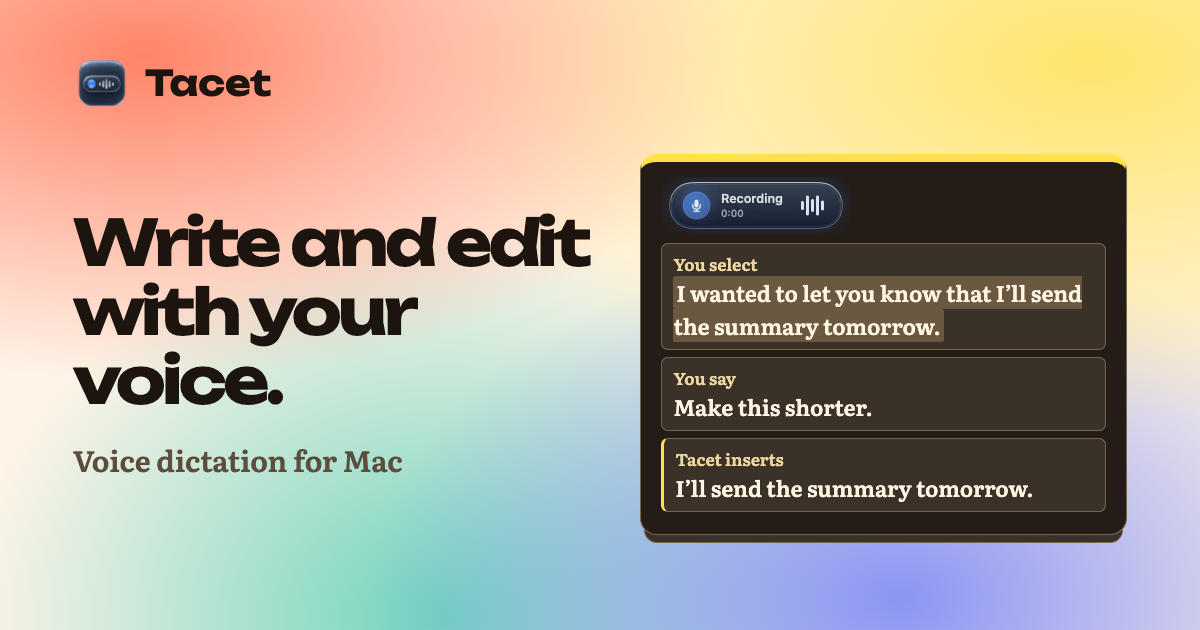 Tacet
Write and edit
with your
voice.
Voice dictation for Mac
Recording
0:00
You select
I wanted to let you know that I’ll send
the summary tomorrow.
You say
Make this shorter.
Tacet inserts
I’ll send the summary tomorrow.